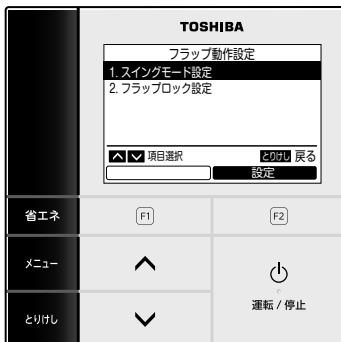 TOSHIBA
フラップ動作設定
1. スイングモード設定
2. フラップロック設定
項目選択 とりけし 戻る
設定
省エネ F1 F2
メニュー
運転 / 停止
とりけし